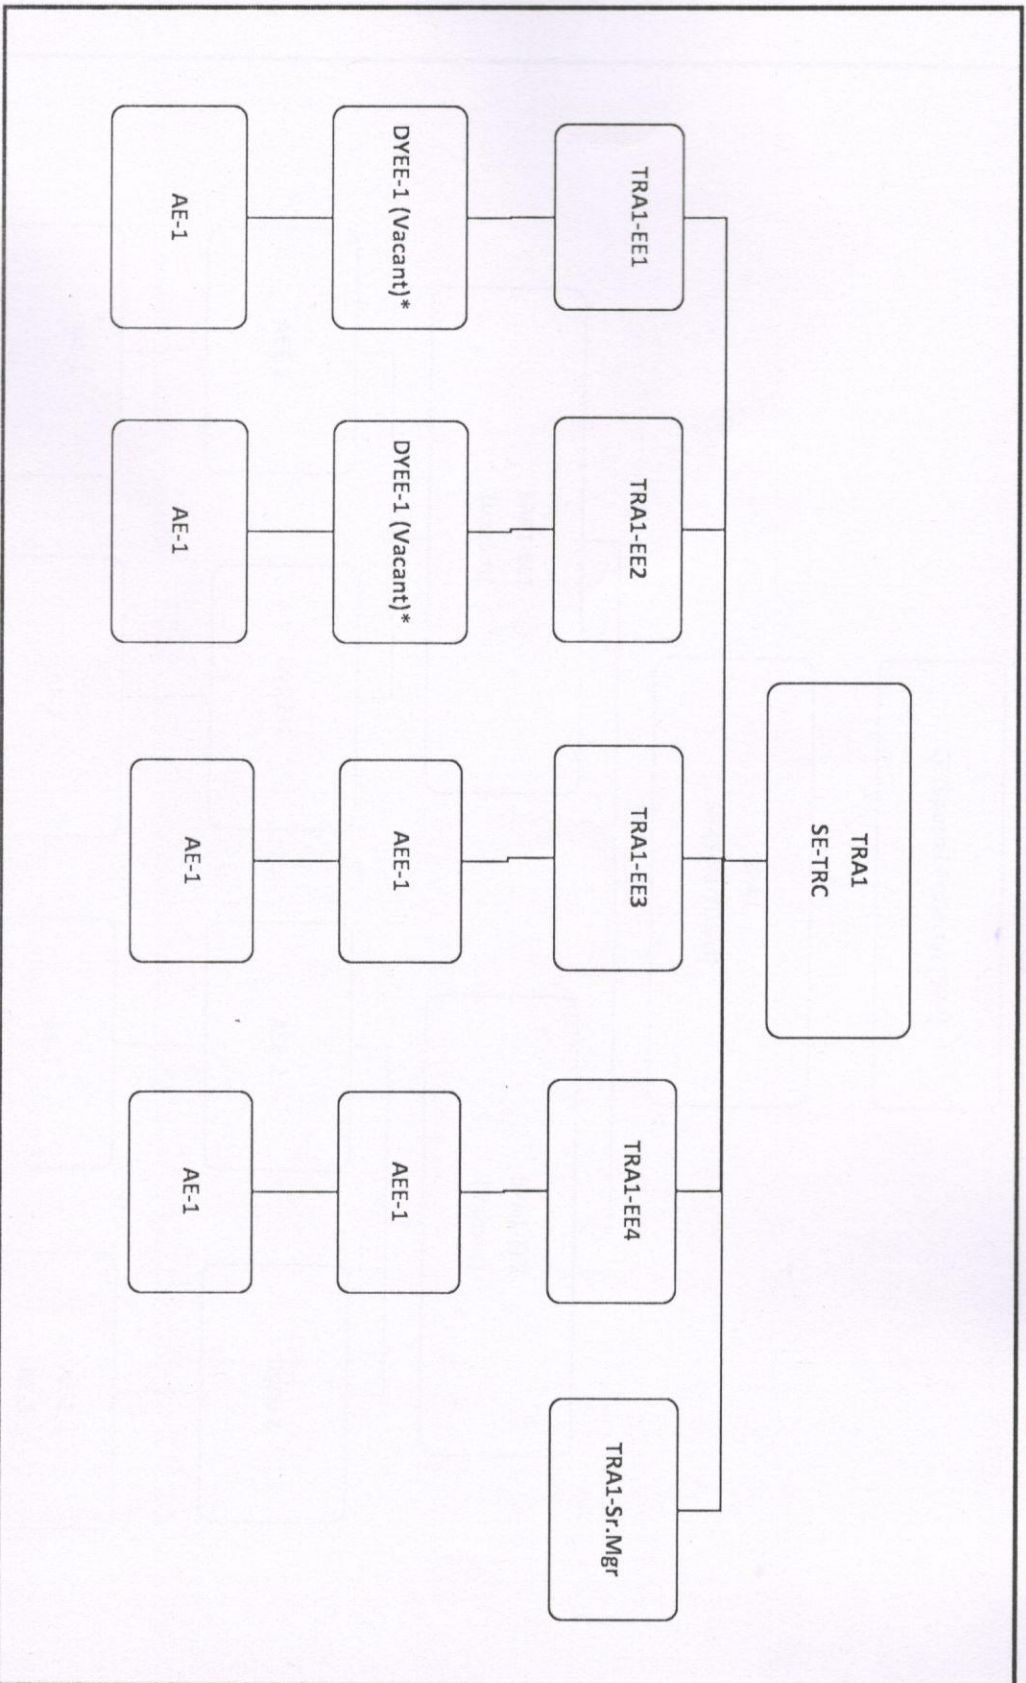 TRA1
SE-TRC
TRA1-EE1
TRA1-EE2
TRA1-EE3
TRA1-EE4
TRA1-Sr.Mgr
DYEE-1 (Vacant)*
DYEE-1 (Vacant)*
AEE-1
AEE-1
AE-1
AE-1
AE-1
AE-1